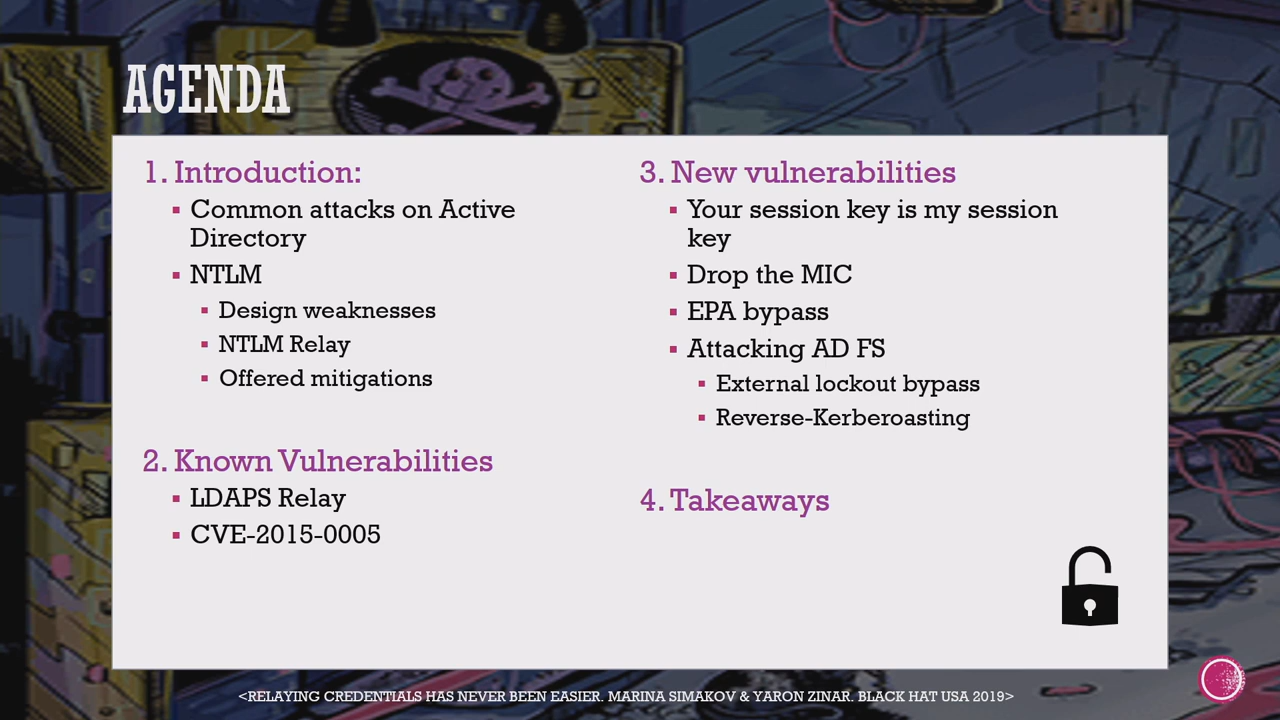 AGENDA
1. Introduction:
▪ Common attacks on Active
Directory
▪ NTLM
▪ Design weaknesses
▪ NTLM Relay
▪ Offered mitigations
2. Known Vulnerabilities
▪ LDAPS Relay
▪ CVE-2015-0005
3. New vulnerabilities
▪ Your session key is my session
key
▪ Drop the MIC
▪ EPA bypass
▪ Attacking AD FS
▪ External lockout bypass
▪ Reverse-Kerberoasting
4. Takeaways
<RELAYING CREDENTIALS HAS NEVER BEEN EASIER. MARINA SIMAKOV & YARON ZINAR. BLACK HAT USA 2019>